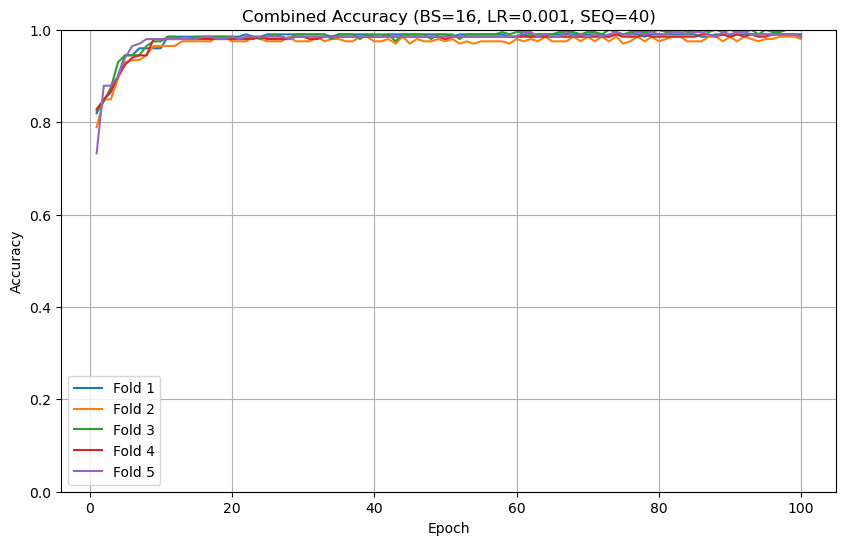 Combined Accuracy (BS=16, LR=0.001, SEQ=40)
1.0
0.8
0.6
0.4
0.2
0.0
Accuracy
Fold 1
Fold 2
Fold 3
Fold 4
Fold 5
0 20 40 60 80 100
Epoch